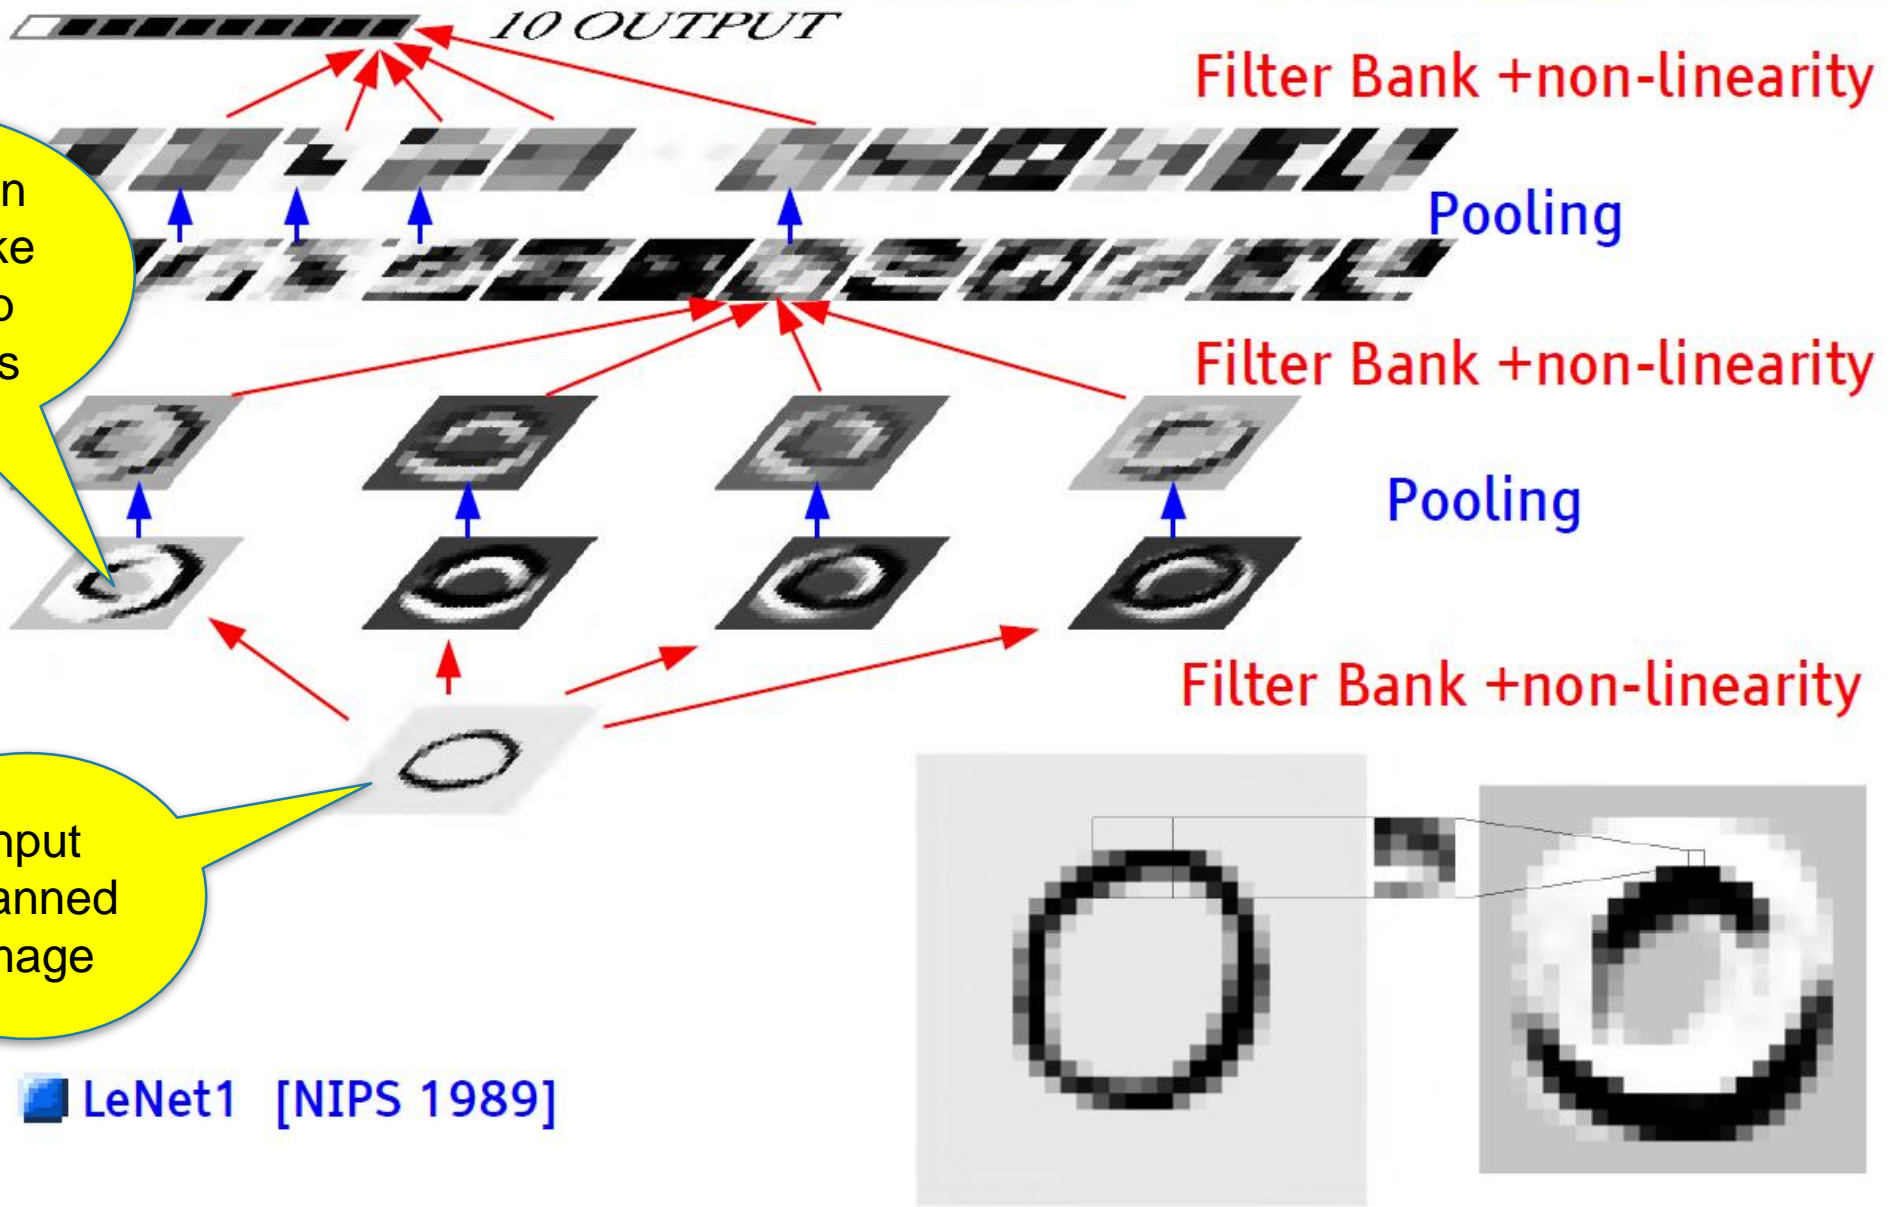 10 OUTPUT
Filter Bank +non-linearity
Pooling
Filter Bank +non-linearity
Pooling
Filter Bank +non-linearity
LeNet1 [NIPS 1989]